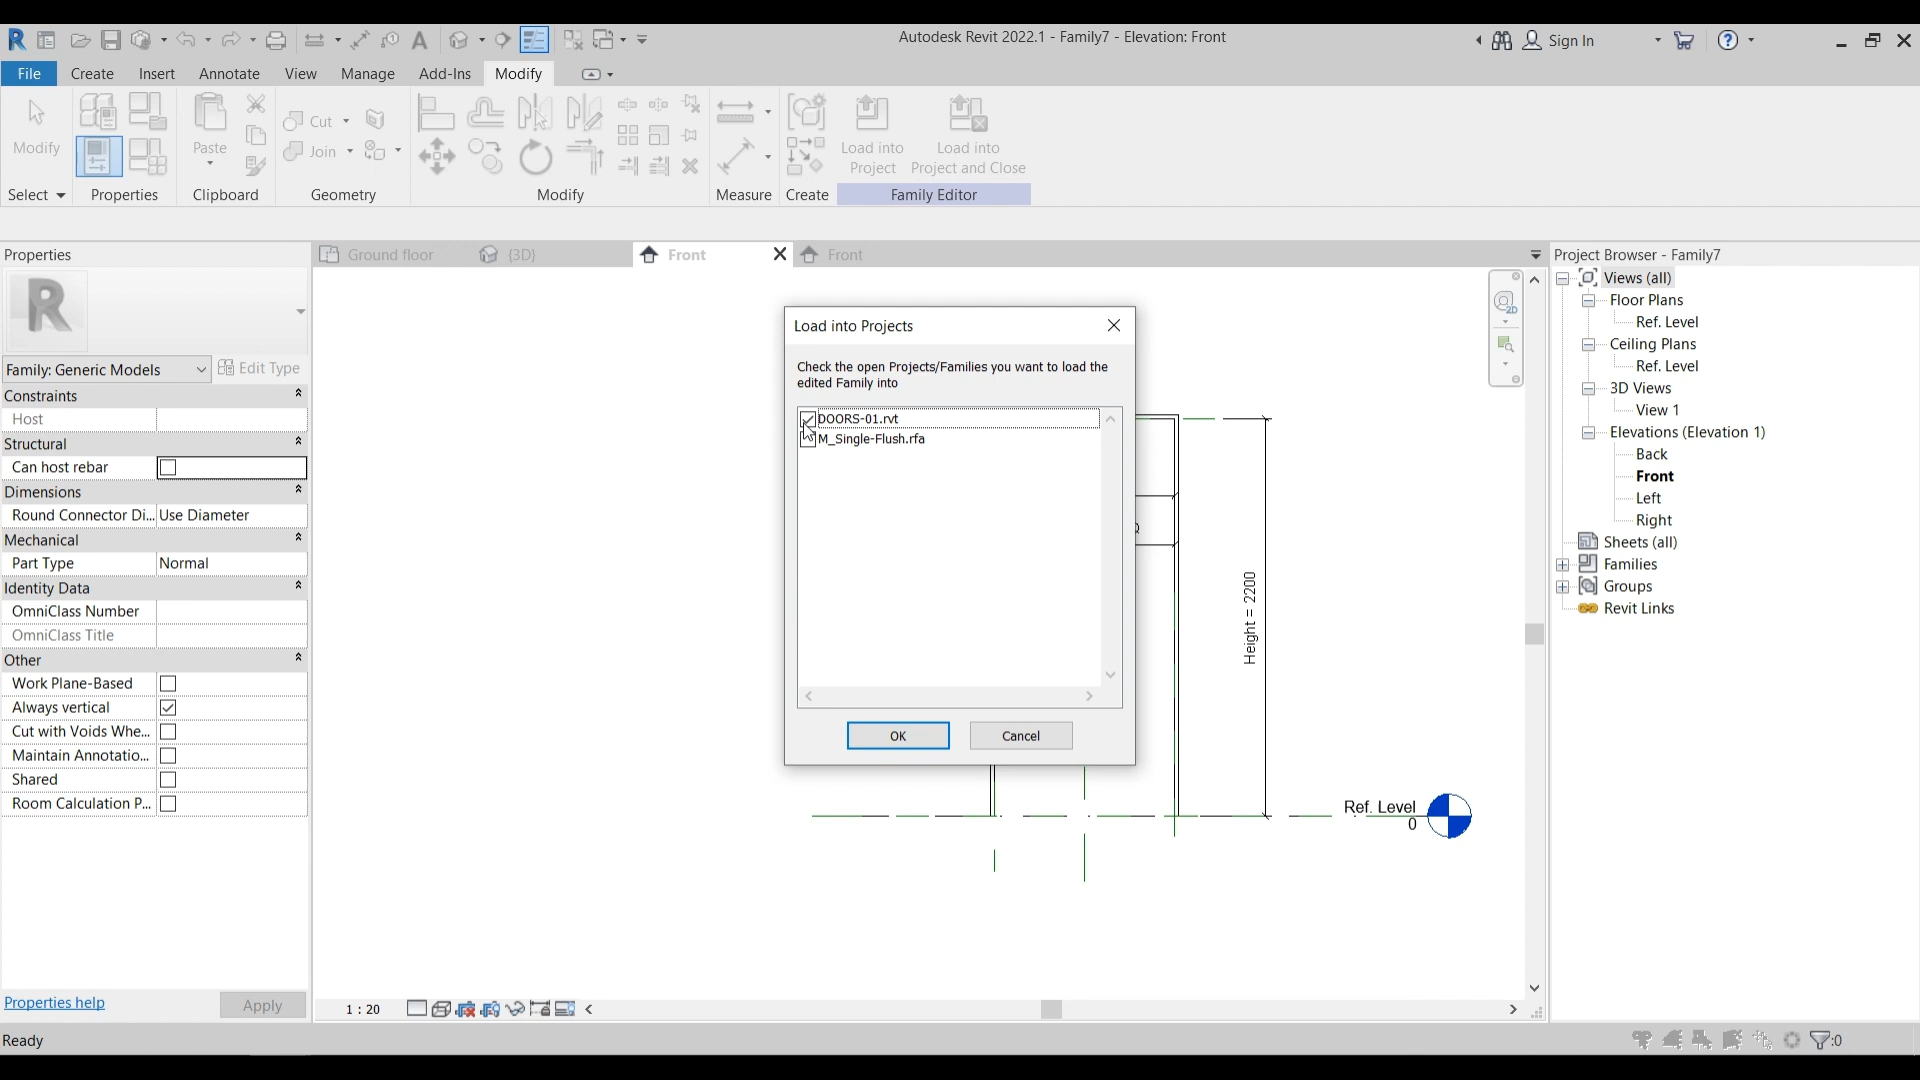 Autodesk Revit 2022.1 - Family7 - Elevation: Front
Sign In
File
Create
Insert
Annotate
View
Manage
Add-Ins
Modify
Modify
Paste
Cut
Join
Load into
Project
Load into
Project and Close
Select
Properties
Clipboard
Geometry
Modify
Measure
Create
Family Editor
Properties
R
Family: Generic Models
Edit Type
Constraints
Host
Structural
Can host rebar
Dimensions
Round Connector Di... Use Diameter
Mechanical
Part Type Normal
Identity Data
OmniClass Number
OmniClass Title
Other
Work Plane-Based
Always vertical
Cut with Voids Whe...
Maintain Annotatio...
Shared
Room Calculation P...
Properties help
Apply
Ready
Ground floor
{3D}
Front
Front
Load into Projects
Check the open Projects/Families you want to load the
edited Family into
DOORS-01.rvt
M_Single-Flush.rfa
OK
Cancel
Height = 2200
Ref. Level
0
2D
1 : 20
Project Browser - Family7
Views (all)
Floor Plans
Ref. Level
Ceiling Plans
Ref. Level
3D Views
View 1
Elevations (Elevation 1)
Back
Front
Left
Right
Sheets (all)
Families
Groups
Revit Links
:0